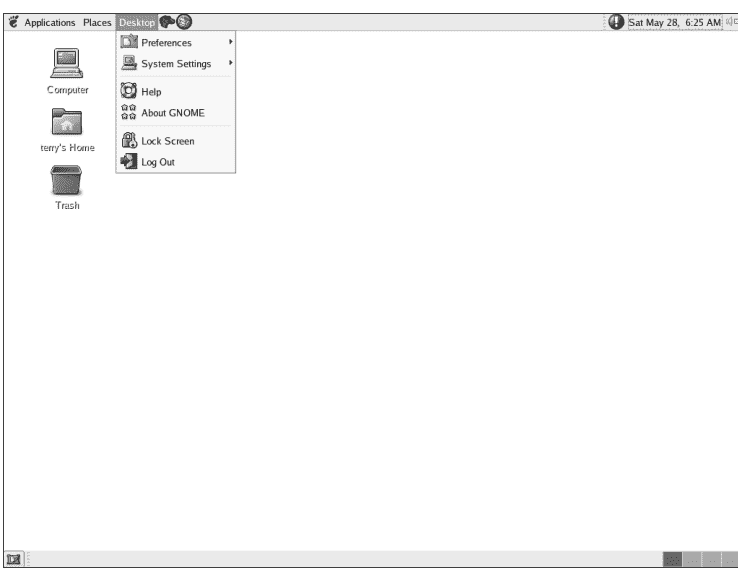 Applications Places Desktop Sat May 28, 6:25 AM
Preferences
System Settings
Help
About GNOME
Lock Screen
Log Out
Computer
terry's Home
Trash